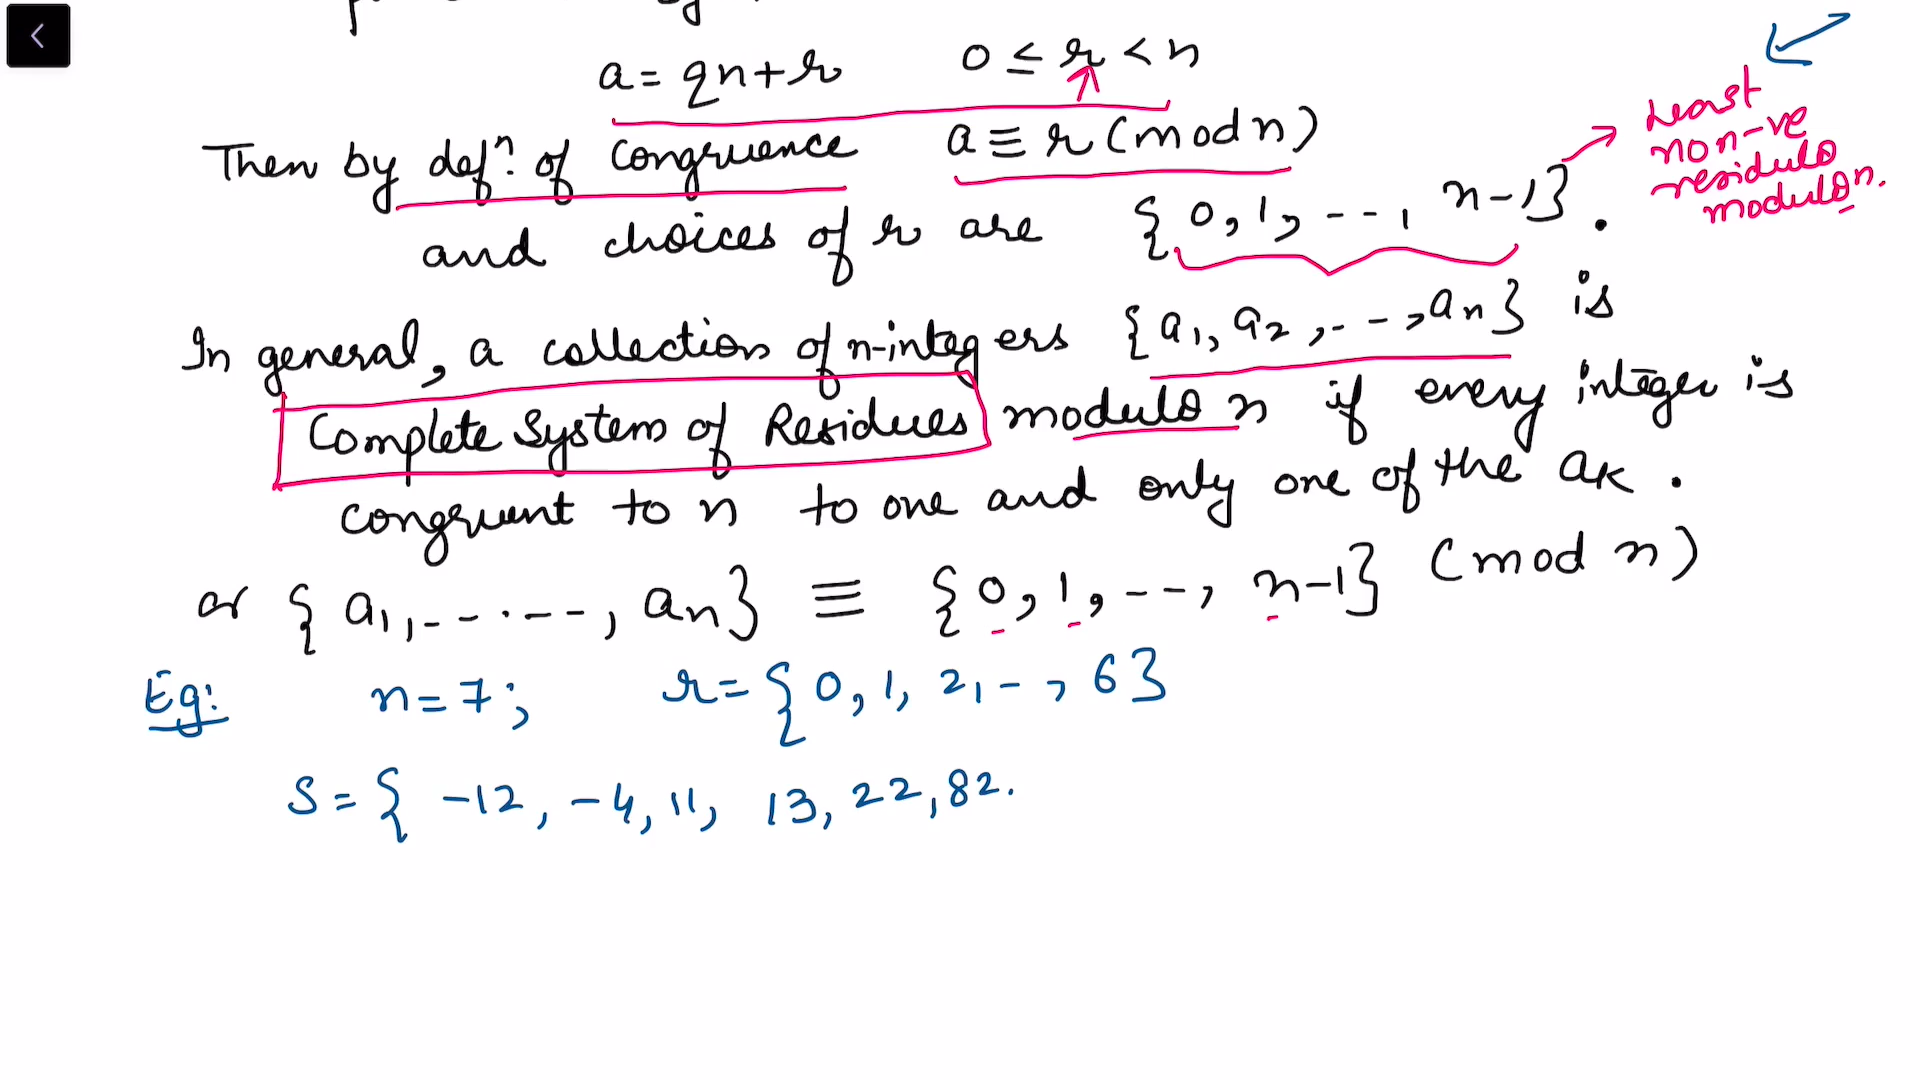 a = qn + r 0 ≤ r < n
Then by defⁿ. of congruence a ≡ r (mod n)
and choices of r are {0, 1, ---, n-1}.
Least
non-ve
residulo
modulo n.
In general, a collection of n-integers {a₁, a₂, ---, aₙ} is
Complete System of Residues modulo n if every integer is
congruent to n to one and only one of the aₖ.
or {a₁, ------, aₙ} ≡ {0, 1, ---, n-1} (mod n)
Eg: n = 7; r = {0, 1, 2, -, 6}
S = { -12, -4, 11, 13, 22, 82.